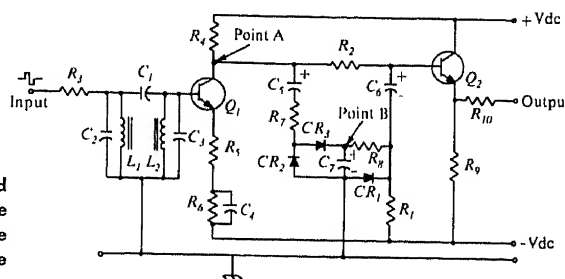 + Vdc
R4
Point A
R2
C1
C5 +
C6 + -
Q2
R3
Input
Q1
R10
Outpu
R7
CR3
Point B
C2
L1 L2
C3
R5
CR2
C7 + -
R8
R9
CR1
R6
C4
R1
-Vdc
d
e
e
e